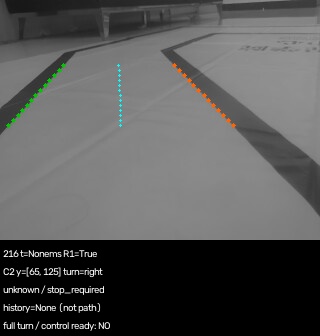 216 t=Nonems R1=True
C2 y=[65, 125] turn=right
unknown / stop_required
history=None (not path)
full turn / control ready: NO